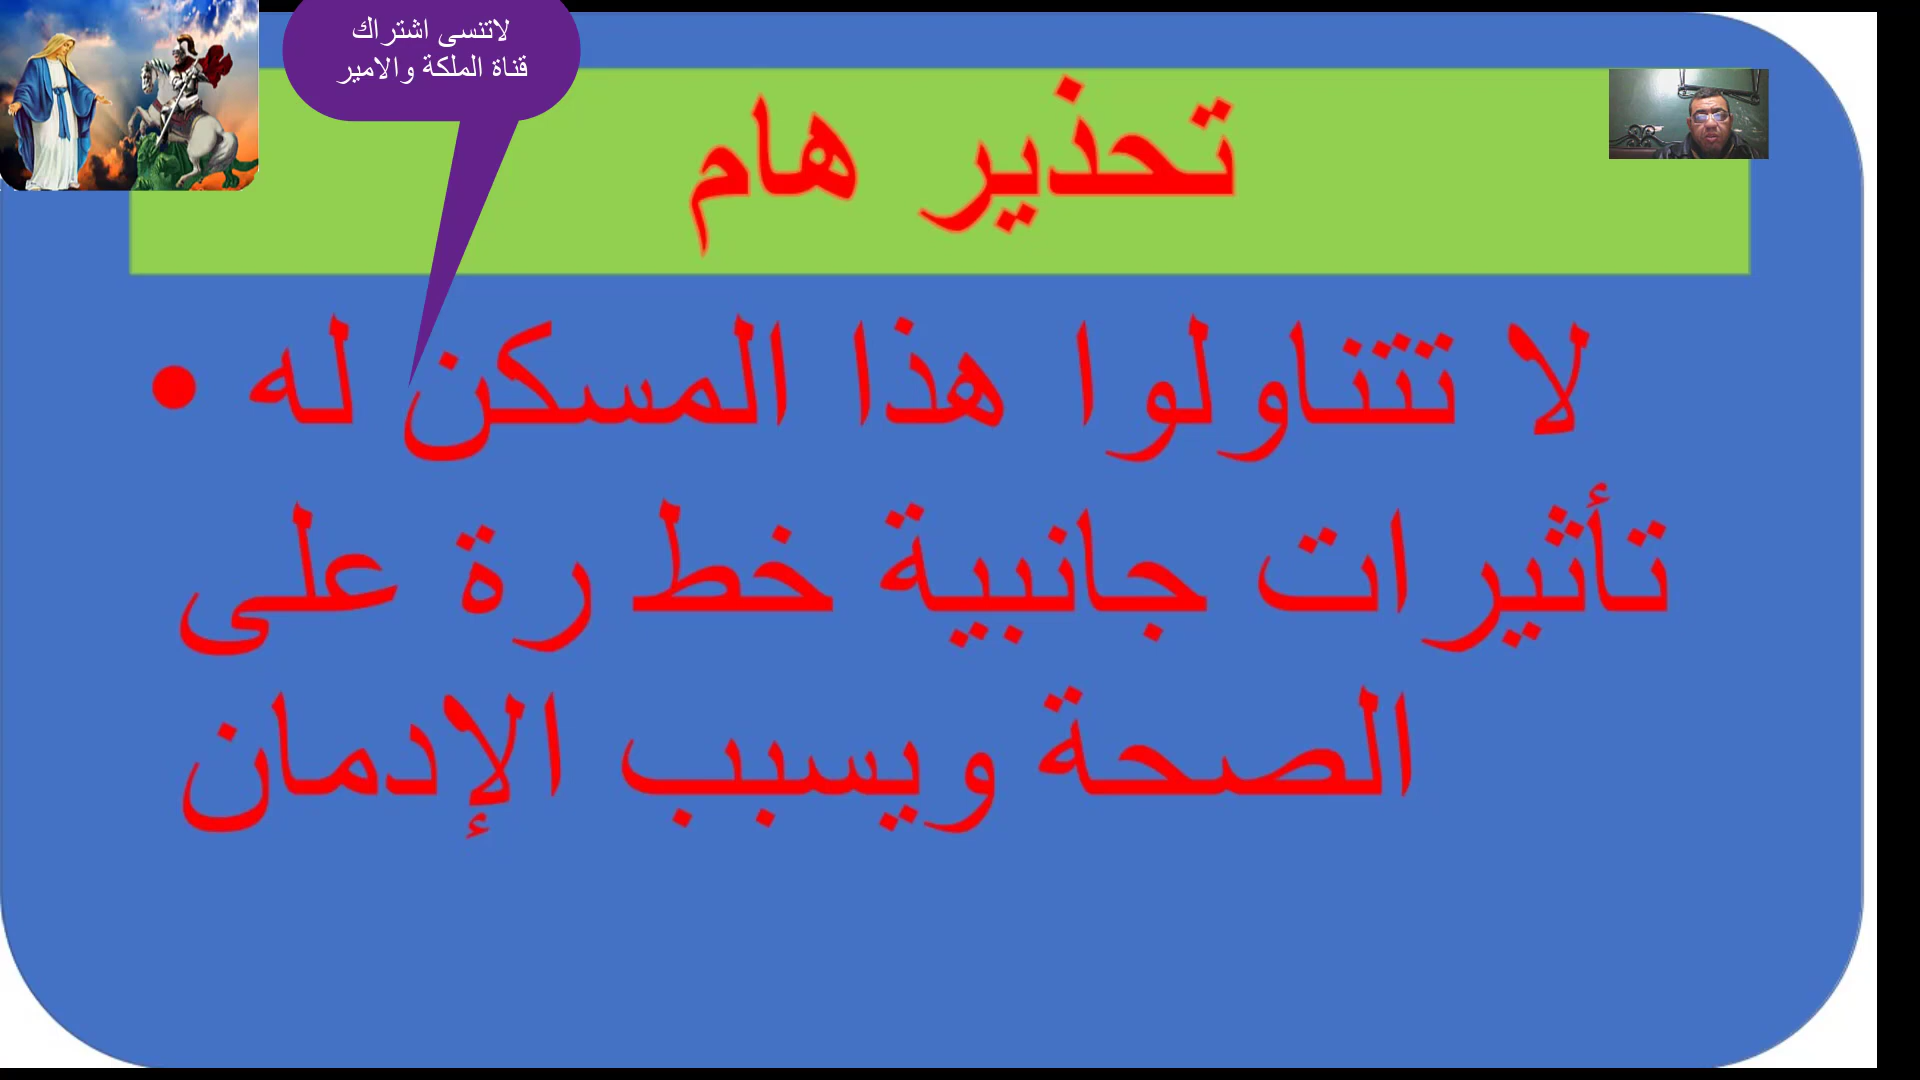 لاتنسى اشتراك
قناة الملكة والامير
تحذير هام
لا تتناولوا هذا المسكن له •
تأثيرات جانبية خط رة على
الصحة ويسبب الإدمان